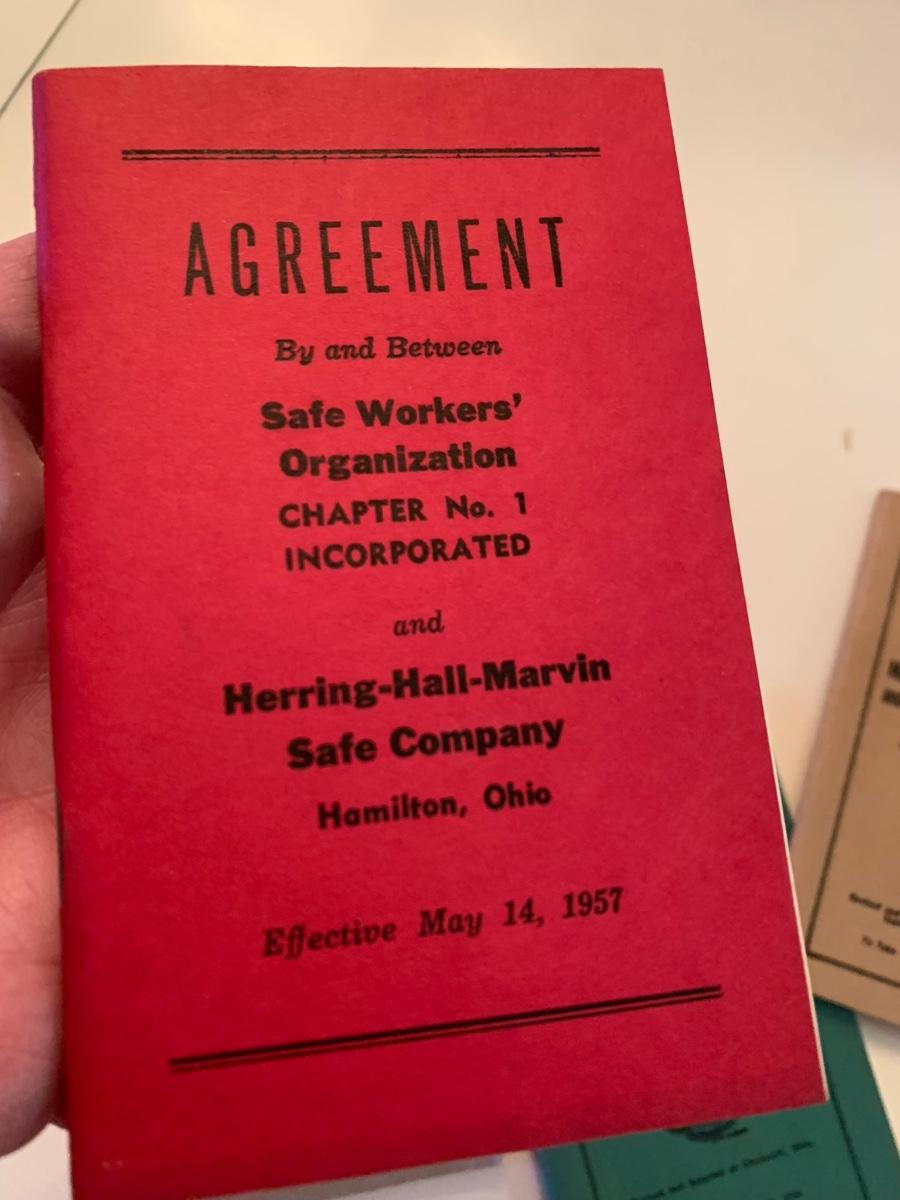 AGREEMENT
By and Between
Safe Workers'
Organization
CHAPTER No. 1
INCORPORATED
and
Herring-Hall-Marvin
Safe Company
Hamilton, Ohio
Effective May 14, 1957